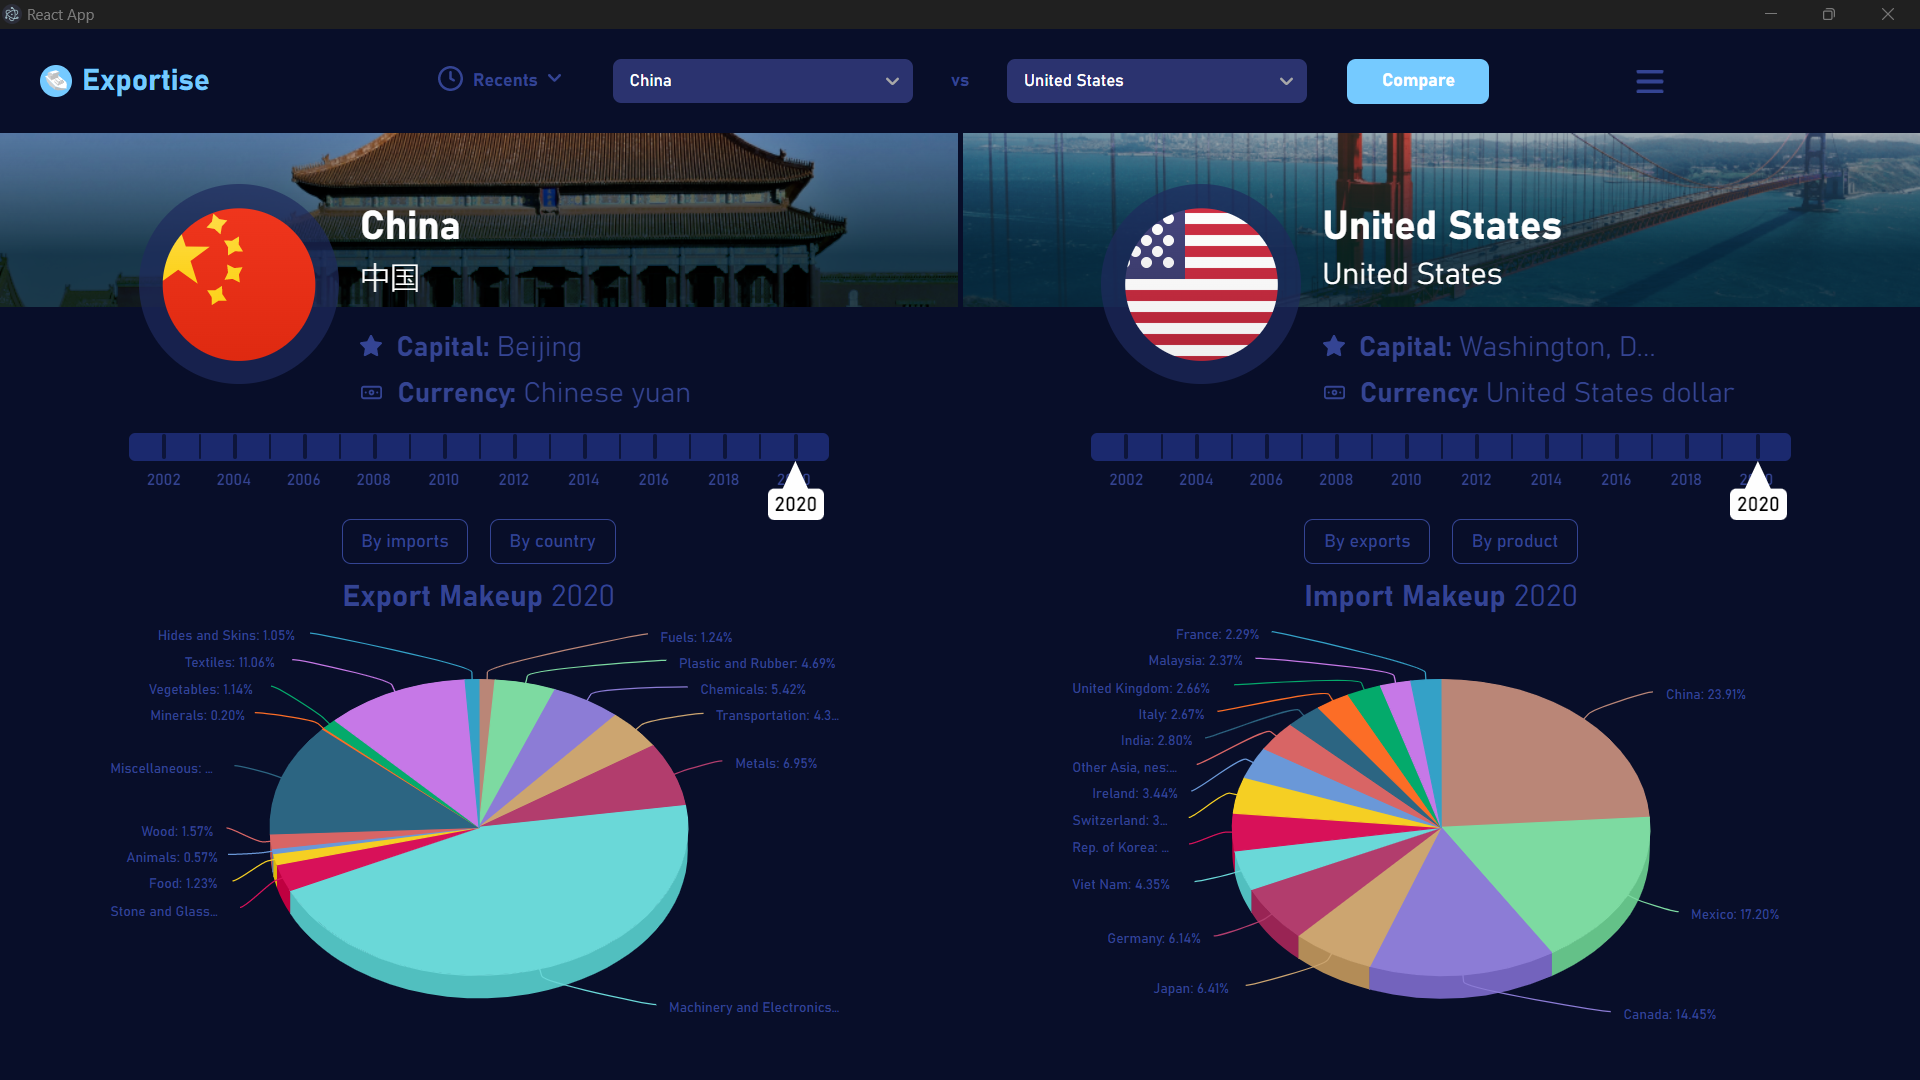 React App
Exportise
Recents
China
vs
United States
Compare
China
中国
Capital: Beijing
Currency: Chinese yuan
2002 2004 2006 2008 2010 2012 2014 2016 2018
2020
By imports
By country
Export Makeup 2020
Hides and Skins: 1.05%
Textiles: 11.06%
Vegetables: 1.14%
Minerals: 0.20%
Miscellaneous: ...
Wood: 1.57%
Animals: 0.57%
Food: 1.23%
Stone and Glass...
Fuels: 1.24%
Plastic and Rubber: 4.69%
Chemicals: 5.42%
Transportation: 4.3...
Metals: 6.95%
Machinery and Electronics...
United States
United States
Capital: Washington, D...
Currency: United States dollar
2002 2004 2006 2008 2010 2012 2014 2016 2018
2020
By exports
By product
Import Makeup 2020
France: 2.29%
Malaysia: 2.37%
United Kingdom: 2.66%
Italy: 2.67%
India: 2.80%
Other Asia, nes:...
Ireland: 3.44%
Switzerland: 3...
Rep. of Korea: ...
Viet Nam: 4.35%
Germany: 6.14%
Japan: 6.41%
China: 23.91%
Mexico: 17.20%
Canada: 14.45%